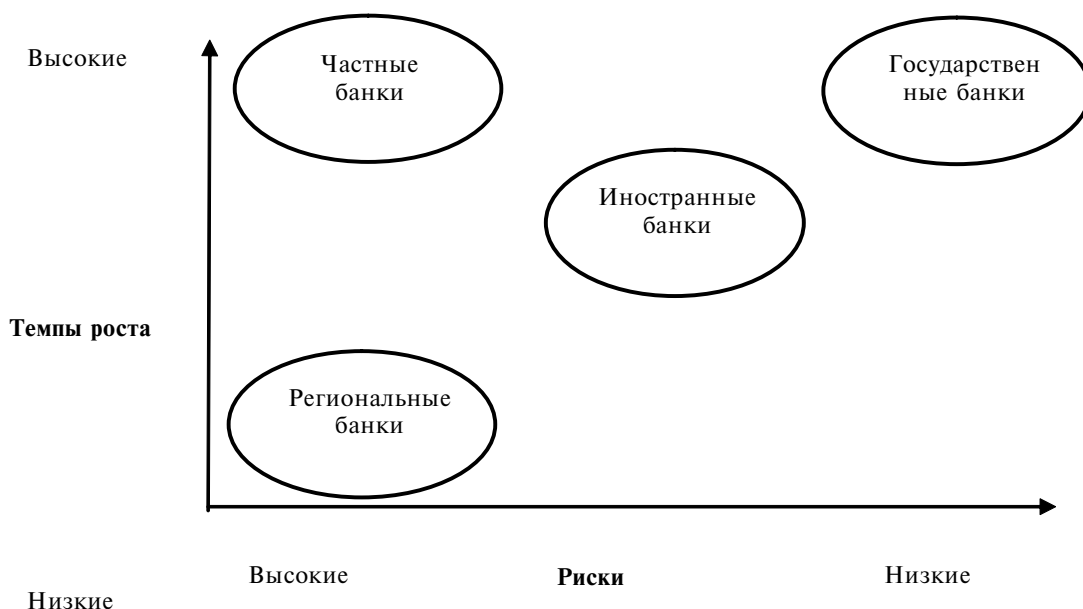 Высокие
Частные
банки
Государствен
ные банки
Иностранные
банки
Темпы роста
Региональные
банки
Высокие
Риски
Низкие
Низкие